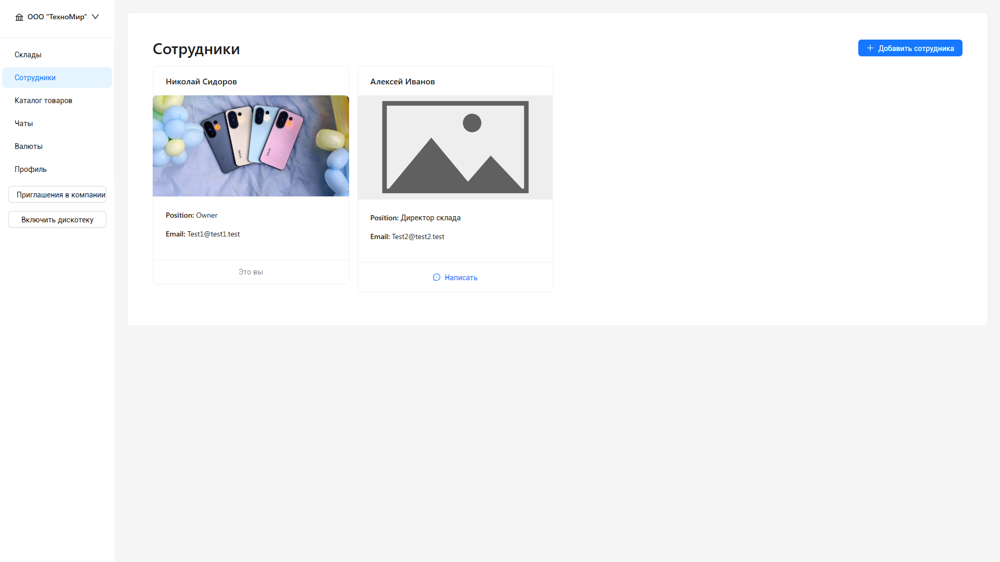 ООО "ТехноМир"
Склады
Сотрудники
Каталог товаров
Чаты
Валюты
Профиль
Приглашения в компании
Включить дискотеку
Сотрудники
Добавить сотрудника
Николай Сидоров
vivo
vivo
Position: Owner
Email: Test1@test1.test
Это вы
Алексей Иванов
Position: Директор склада
Email: Test2@test2.test
Написать